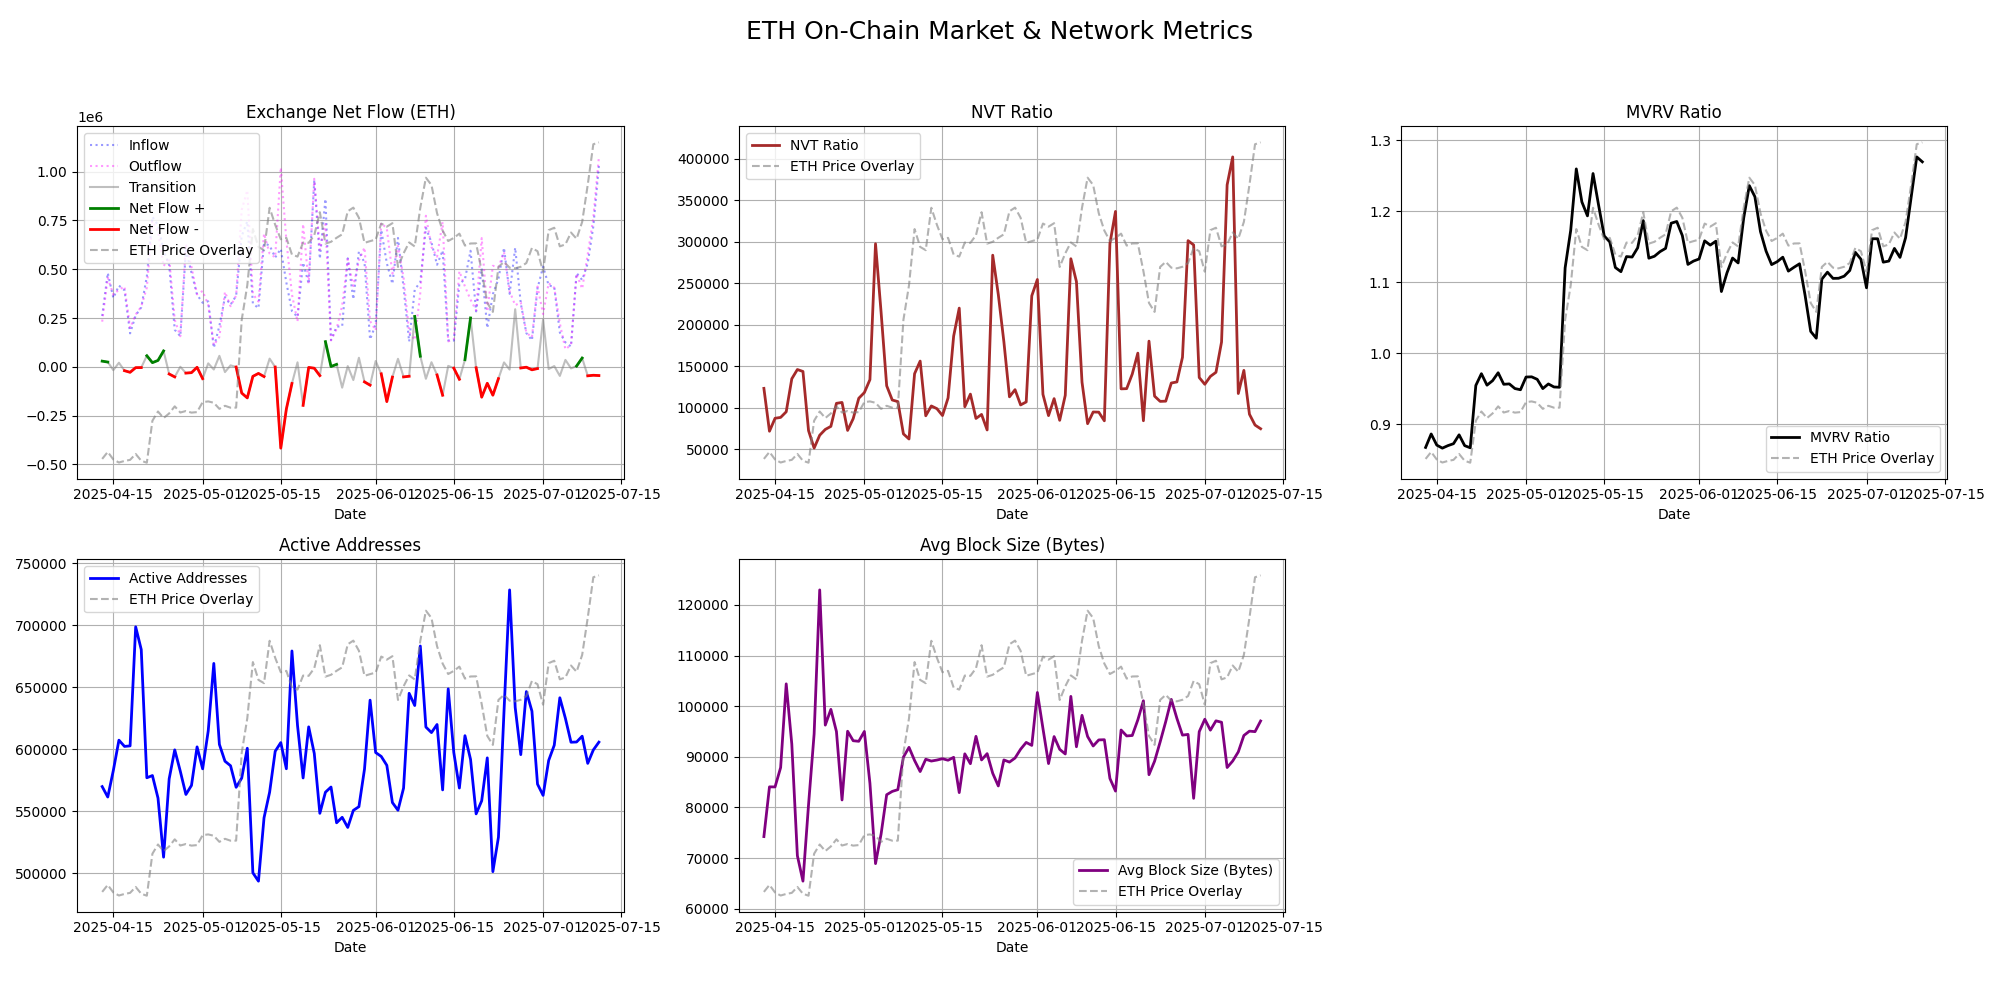 ETH On-Chain Market & Network Metrics
Exchange Net Flow (ETH)
1e6
Inflow
Outflow
Transition
Net Flow +
Net Flow -
ETH Price Overlay
1.00
0.75
0.50
0.25
0.00
−0.25
−0.50
2025-04-15
2025-05-01
2025-05-15
2025-06-01
2025-06-15
2025-07-01
2025-07-15
Date
NVT Ratio
NVT Ratio
ETH Price Overlay
400000
350000
300000
250000
200000
150000
100000
50000
2025-04-15
2025-05-01
2025-05-15
2025-06-01
2025-06-15
2025-07-01
2025-07-15
Date
MVRV Ratio
1.3
1.2
1.1
1.0
0.9
MVRV Ratio
ETH Price Overlay
2025-04-15
2025-05-01
2025-05-15
2025-06-01
2025-06-15
2025-07-01
2025-07-15
Date
Active Addresses
Active Addresses
ETH Price Overlay
750000
700000
650000
600000
550000
500000
2025-04-15
2025-05-01
2025-05-15
2025-06-01
2025-06-15
2025-07-01
2025-07-15
Date
Avg Block Size (Bytes)
120000
110000
100000
90000
80000
70000
60000
Avg Block Size (Bytes)
ETH Price Overlay
2025-04-15
2025-05-01
2025-05-15
2025-06-01
2025-06-15
2025-07-01
2025-07-15
Date